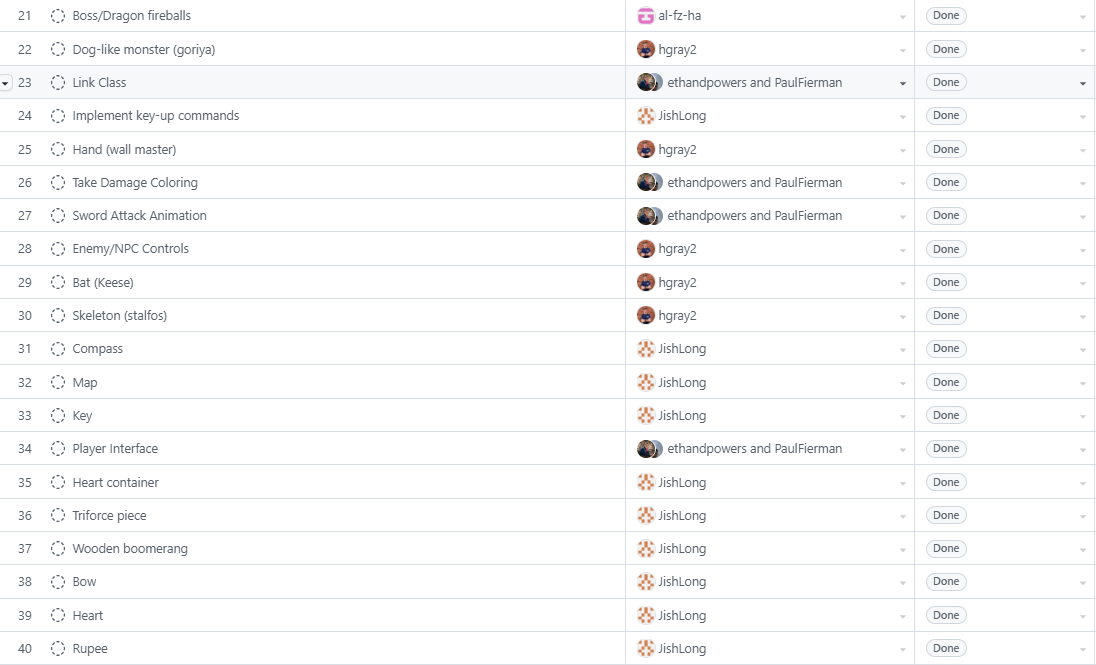 21 Boss/Dragon fireballs al-fz-ha Done
22 Dog-like monster (goriya) hgray2 Done
23 Link Class ethandpowers and PaulFierman Done
24 Implement key-up commands JishLong Done
25 Hand (wall master) hgray2 Done
26 Take Damage Coloring ethandpowers and PaulFierman Done
27 Sword Attack Animation ethandpowers and PaulFierman Done
28 Enemy/NPC Controls hgray2 Done
29 Bat (Keese) hgray2 Done
30 Skeleton (stalfos) hgray2 Done
31 Compass JishLong Done
32 Map JishLong Done
33 Key JishLong Done
34 Player Interface ethandpowers and PaulFierman Done
35 Heart container JishLong Done
36 Triforce piece JishLong Done
37 Wooden boomerang JishLong Done
38 Bow JishLong Done
39 Heart JishLong Done
40 Rupee JishLong Done